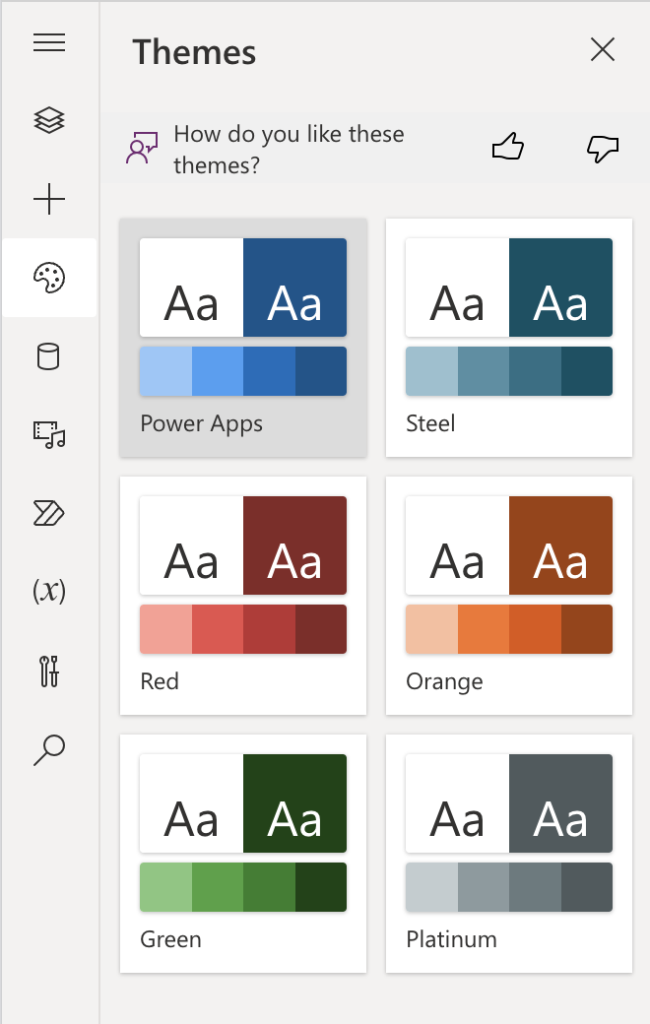 Themes
How do you like these
themes?
Aa Aa
Aa Aa
Power Apps
Steel
(x)
Aa Aa
Aa Aa
Red
Orange
Aa Aa
Aa Aa
Green
Platinum